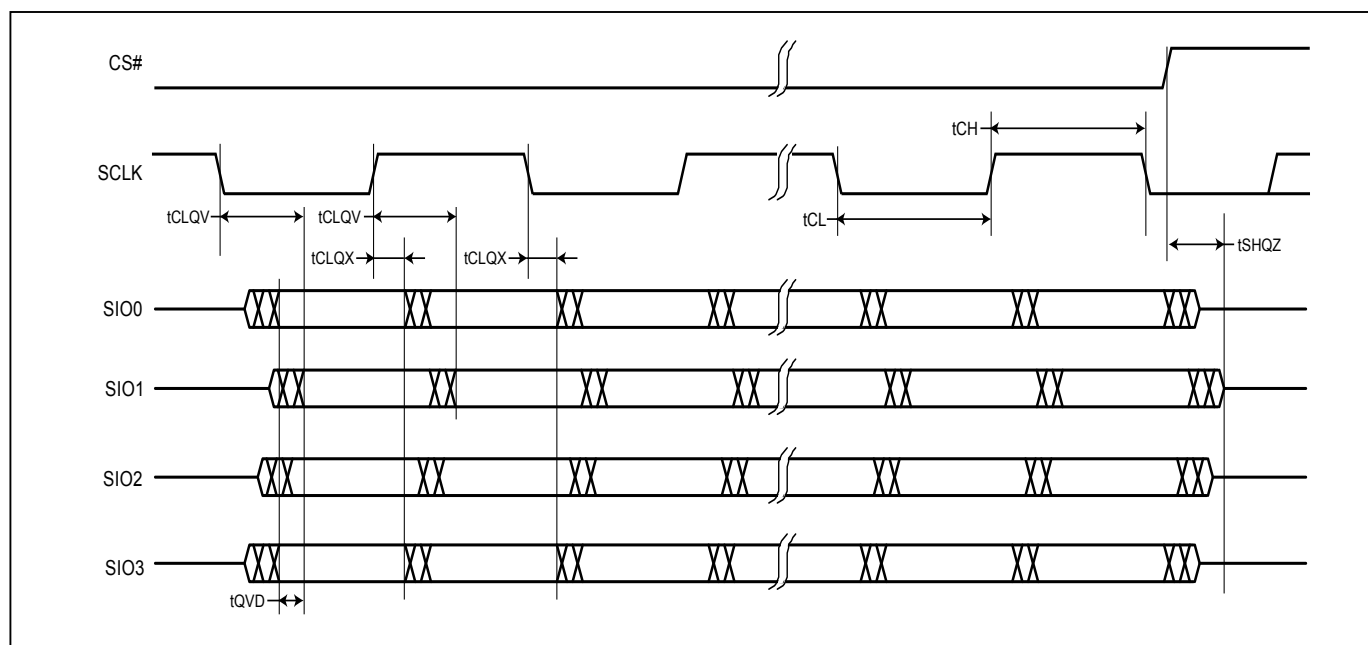 CS#
tCH
SCLK
tCLQV
tCLQV
tCL
tCLQX
tCLQX
tSHQZ
SIO0
SIO1
SIO2
SIO3
tQVD